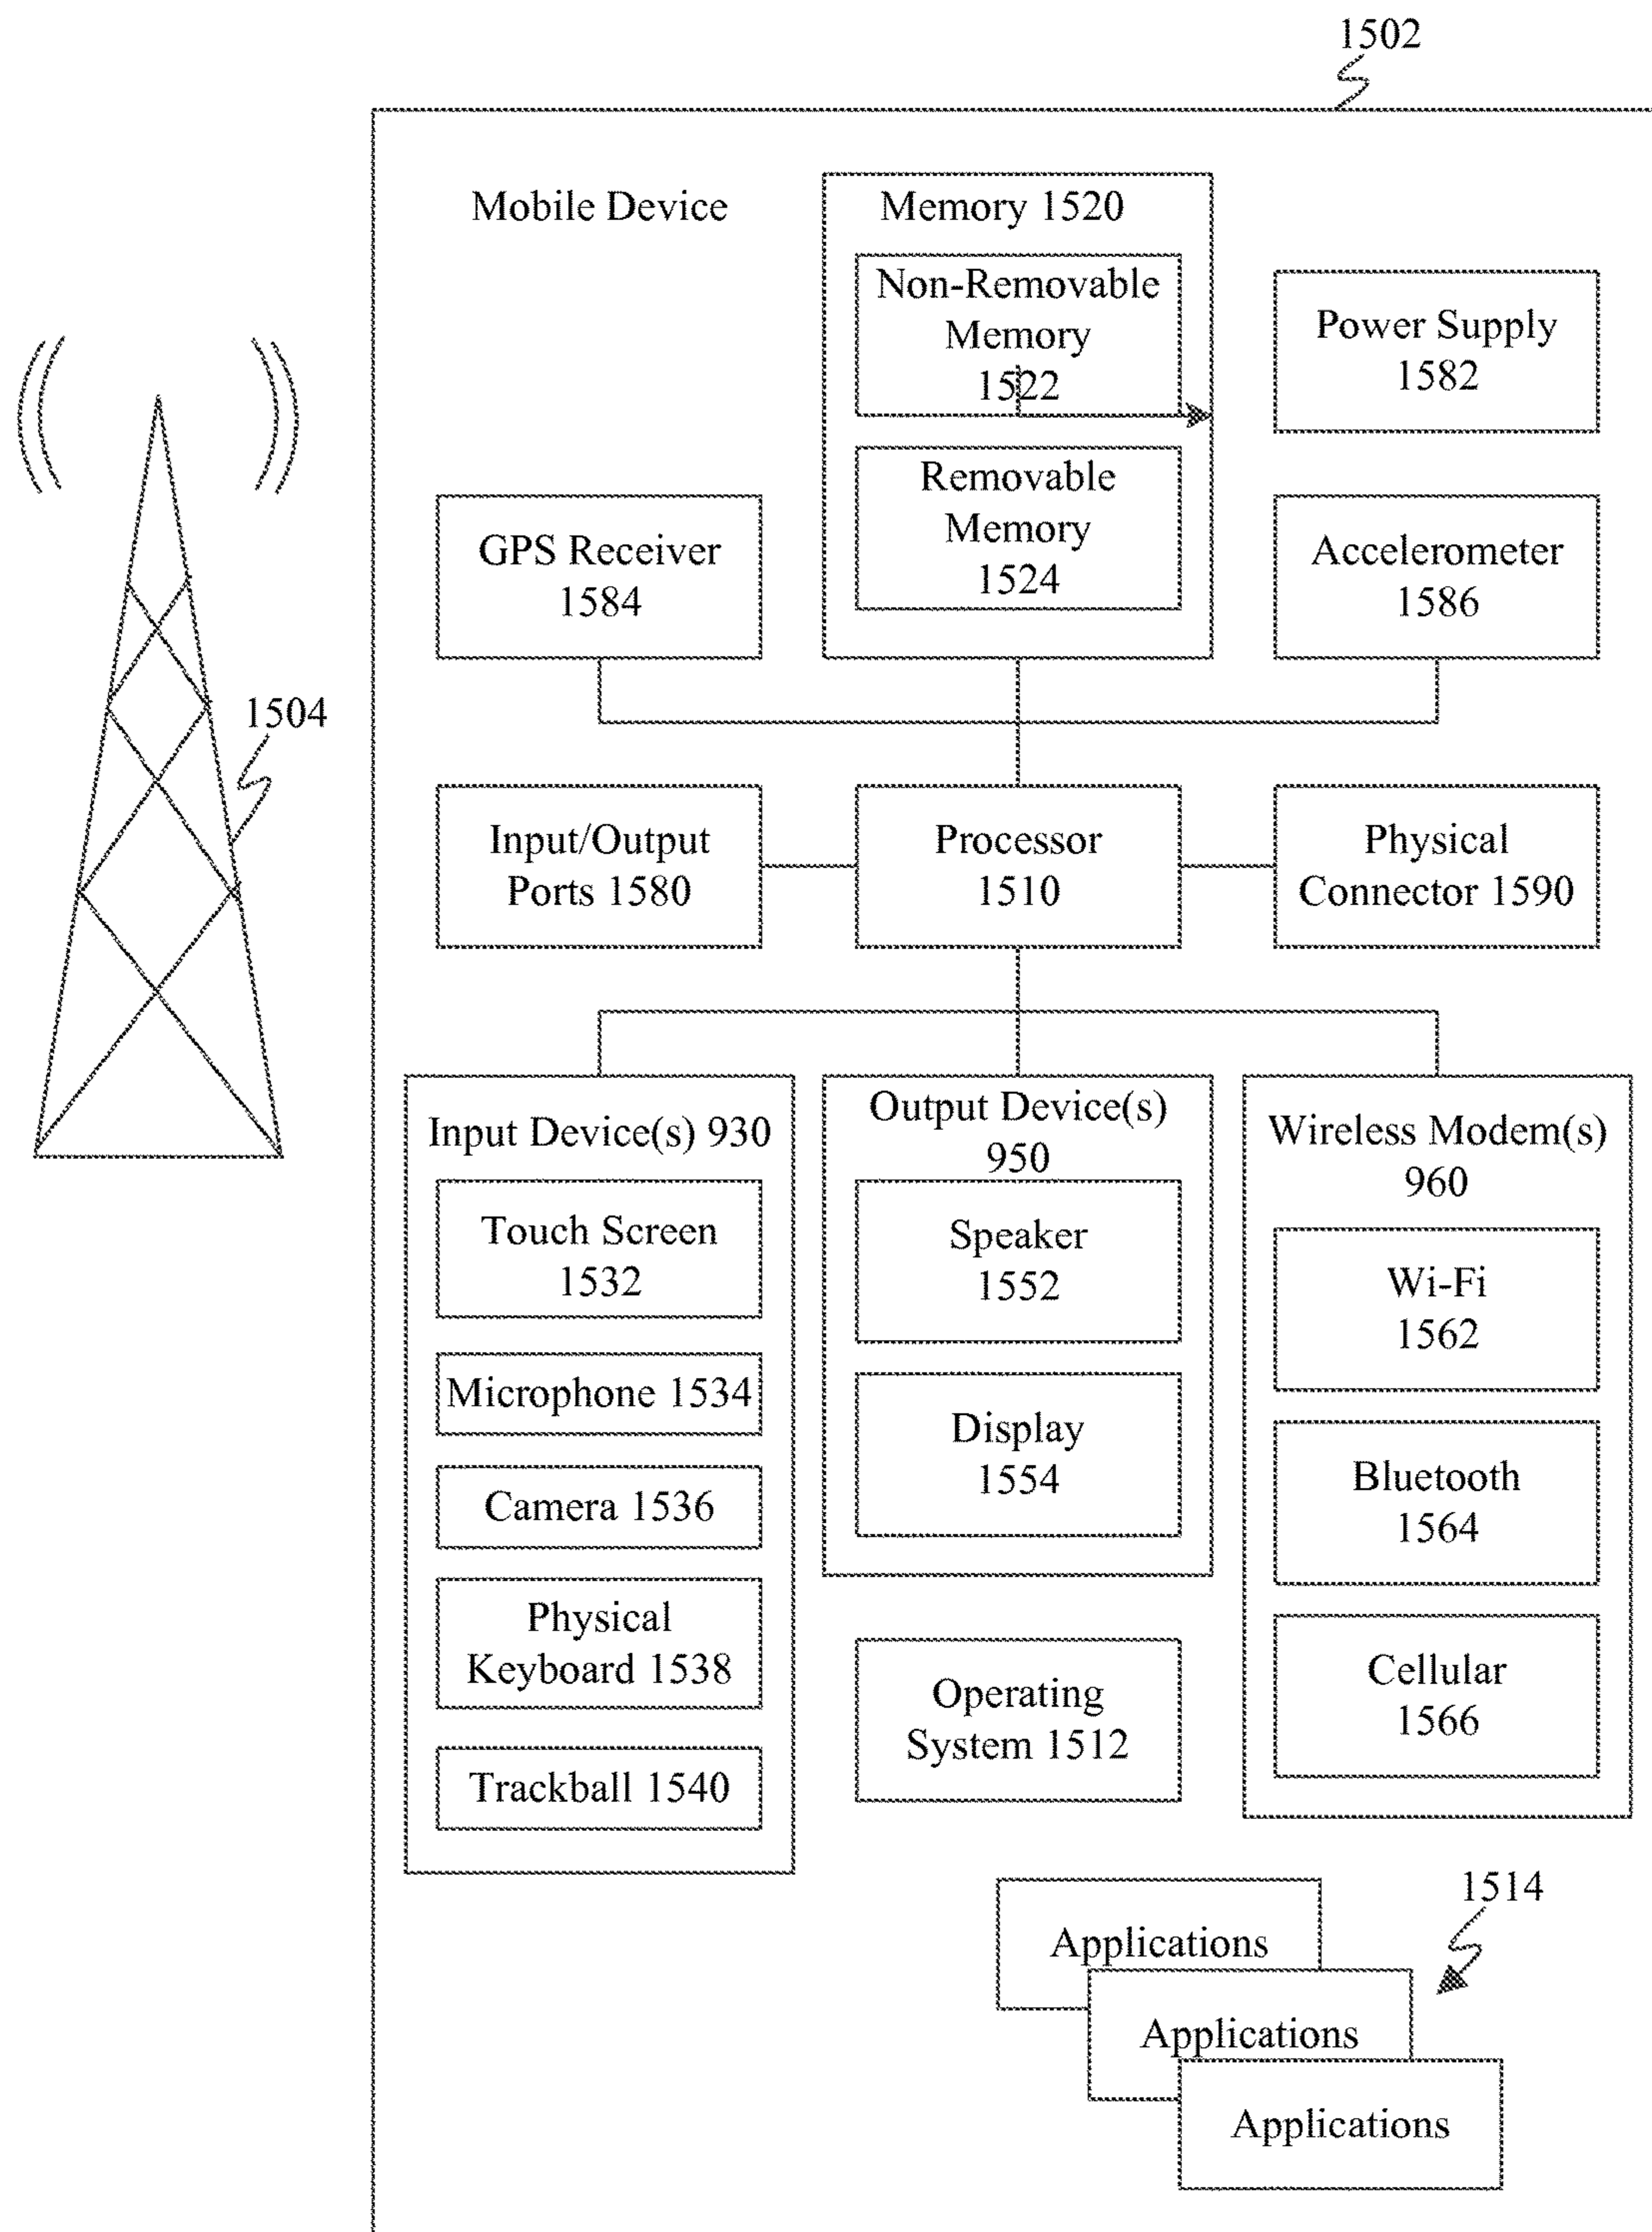 1502
Mobile Device
Memory 1520
Non-Removable
Memory
1522
Power Supply
1582
Removable
Memory
1524
GPS Receiver
1584
Accelerometer
1586
1504
Input/Output
Ports 1580
Processor
1510
Physical
Connector 1590
Input Device(s) 930
Touch Screen
1532
Microphone 1534
Camera 1536
Physical
Keyboard 1538
Trackball 1540
Output Device(s)
950
Speaker
1552
Display
1554
Operating
System 1512
Wireless Modem(s)
960
Wi-Fi
1562
Bluetooth
1564
Cellular
1566
1514
Applications
Applications
Applications